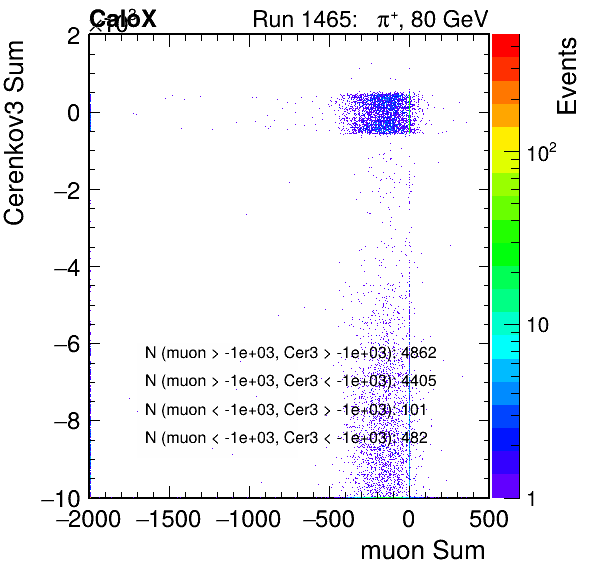 ×10³
CaloX
Run 1465: π⁺, 80 GeV
Cerenkov3 Sum
Events
2
0
−2
−4
−6
−8
−10
10²
10
1
N (muon > -1e+03, Cer3 > -1e+03): 4862
N (muon > -1e+03, Cer3 < -1e+03): 4405
N (muon < -1e+03, Cer3 > -1e+03): 101
N (muon < -1e+03, Cer3 < -1e+03): 482
−2000 −1500 −1000 −500 0 500
muon Sum